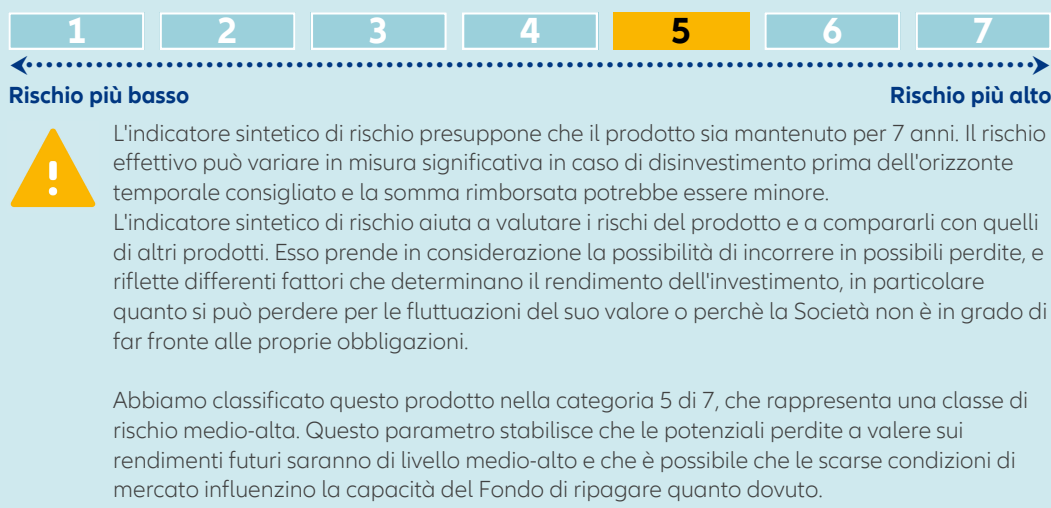 1 2 3 4 5 6 7
Rischio più basso Rischio più alto
L'indicatore sintetico di rischio presuppone che il prodotto sia mantenuto per 7 anni. Il rischio
effettivo può variare in misura significativa in caso di disinvestimento prima dell'orizzonte
temporale consigliato e la somma rimborsata potrebbe essere minore.
L'indicatore sintetico di rischio aiuta a valutare i rischi del prodotto e a compararli con quelli
di altri prodotti. Esso prende in considerazione la possibilità di incorrere in possibili perdite, e
riflette differenti fattori che determinano il rendimento dell'investimento, in particolare
quanto si può perdere per le fluttuazioni del suo valore o perchè la Società non è in grado di
far fronte alle proprie obbligazioni.
Abbiamo classificato questo prodotto nella categoria 5 di 7, che rappresenta una classe di
rischio medio-alta. Questo parametro stabilisce che le potenziali perdite a valere sui
rendimenti futuri saranno di livello medio-alto e che è possibile che le scarse condizioni di
mercato influenzino la capacità del Fondo di ripagare quanto dovuto.